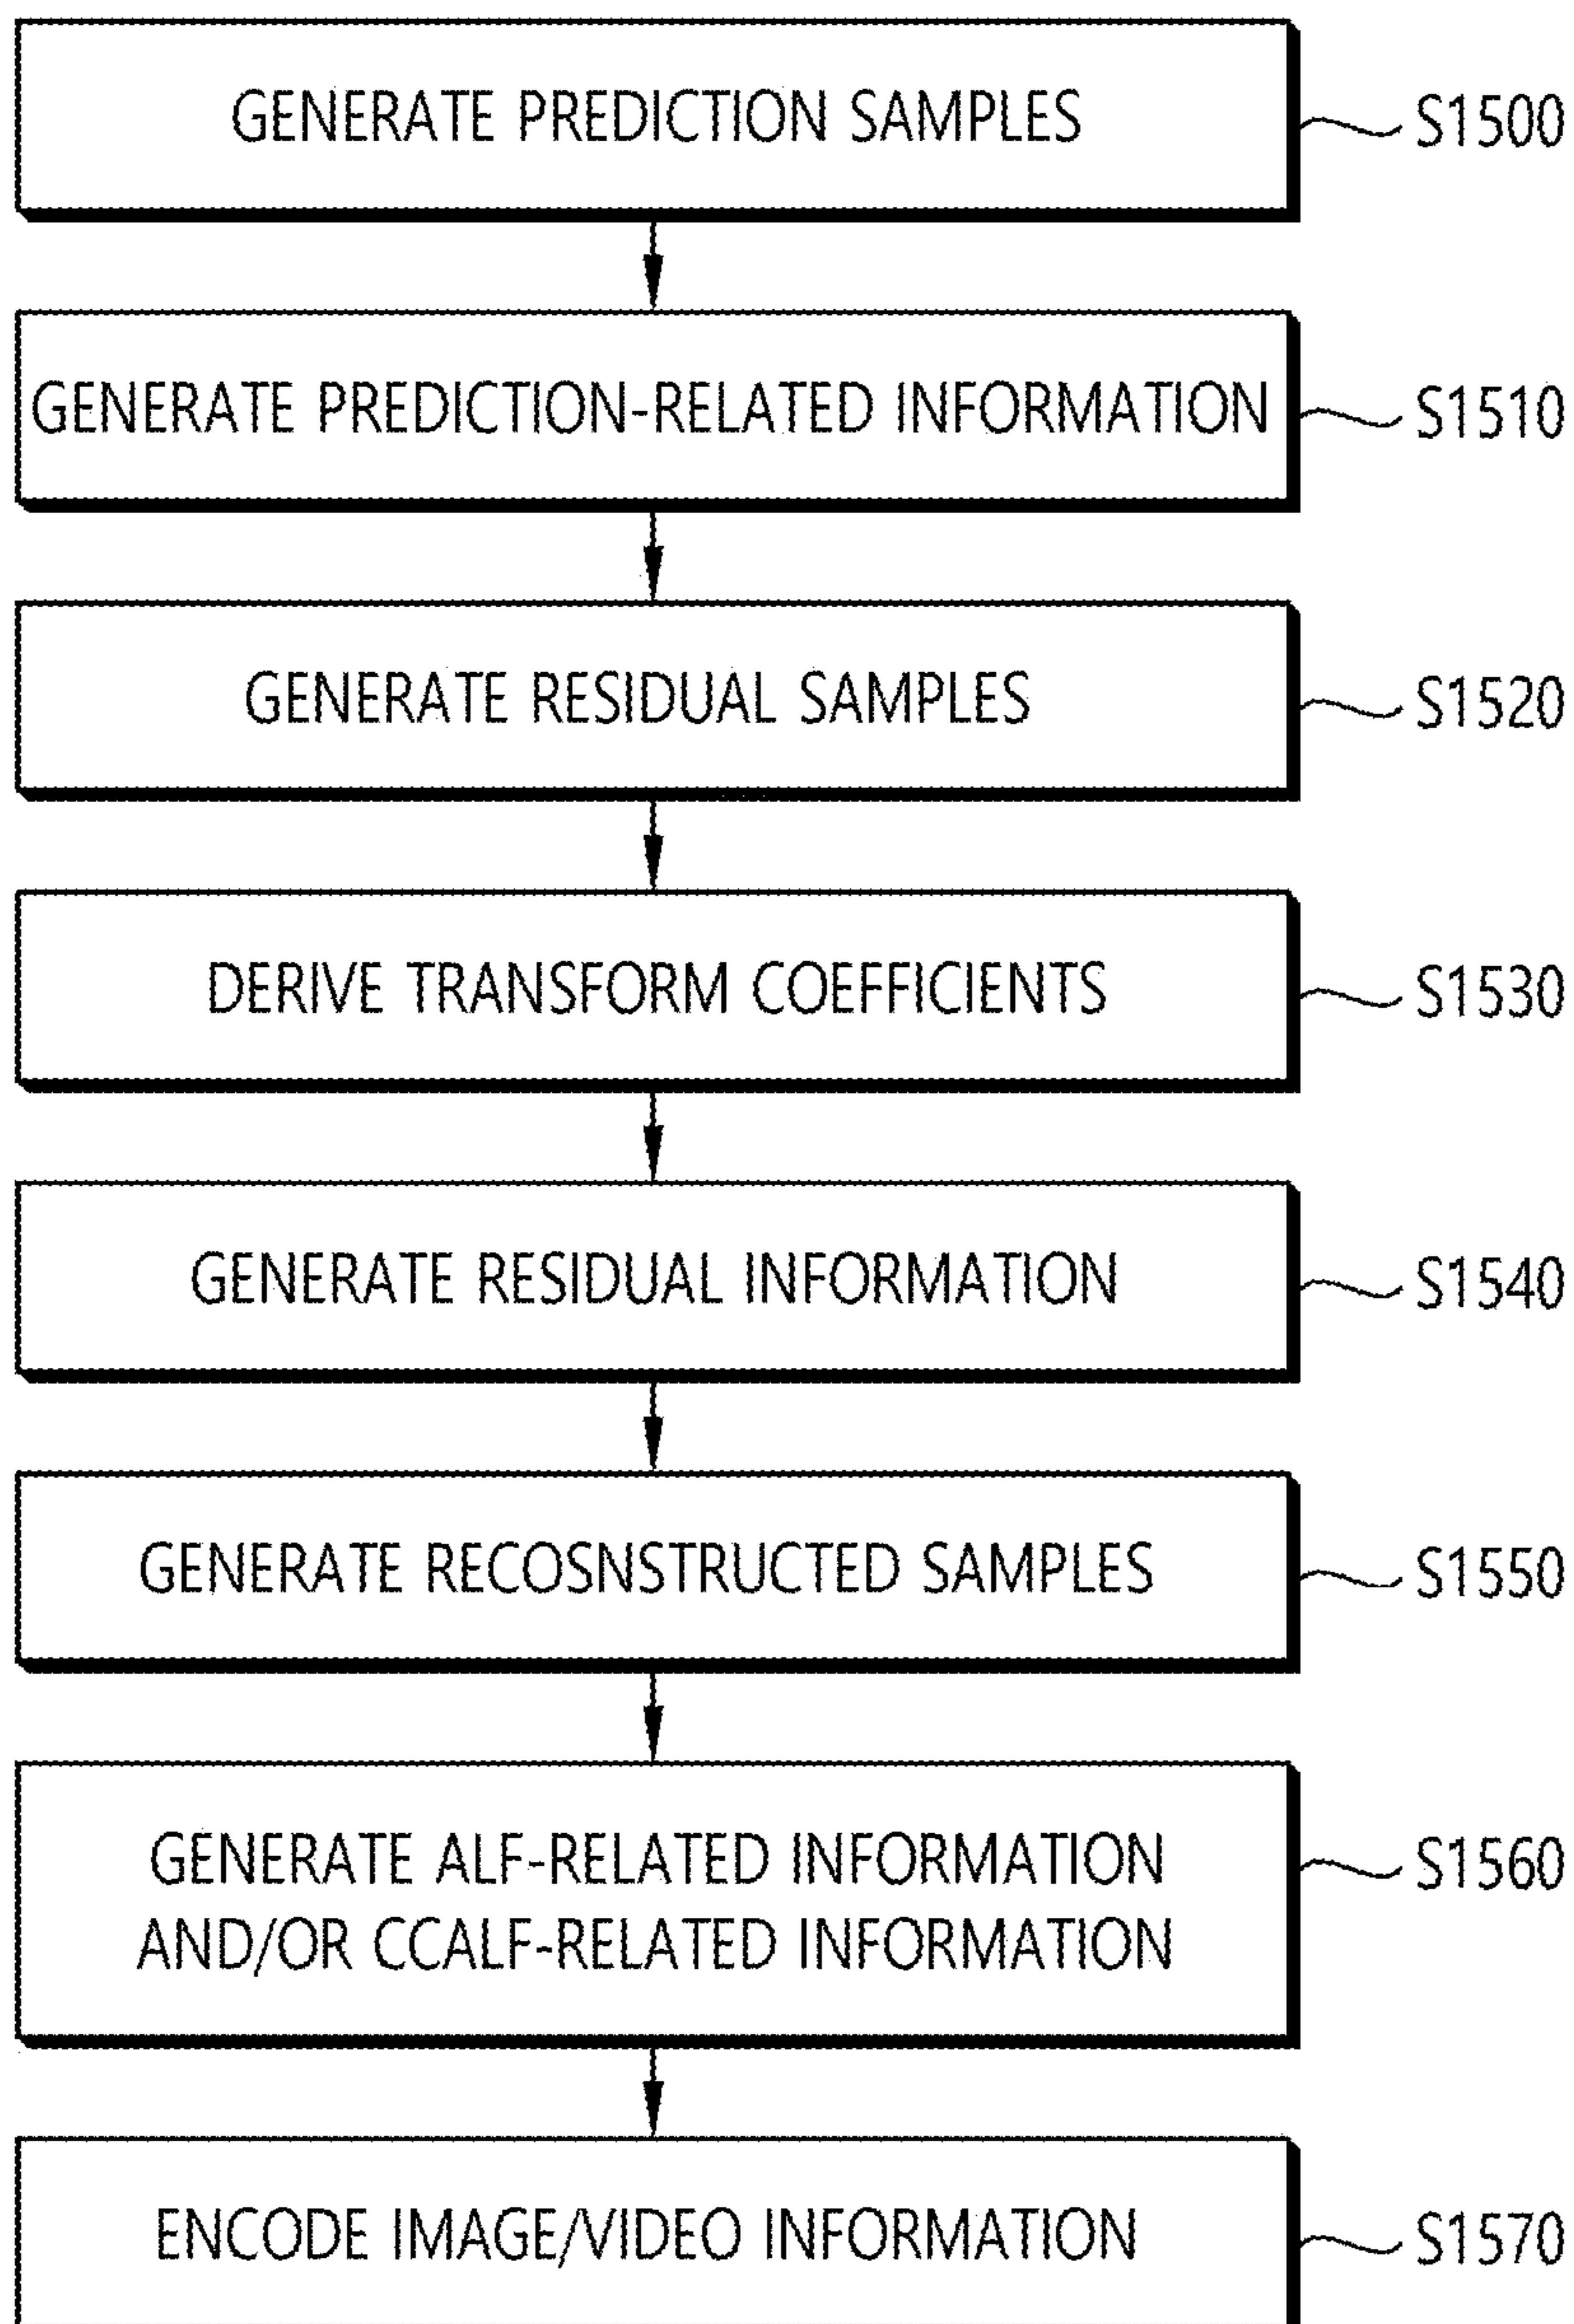 GENERATE PREDICTION SAMPLES
S1500
GENERATE PREDICTION-RELATED INFORMATION
S1510
GENERATE RESIDUAL SAMPLES
S1520
DERIVE TRANSFORM COEFFICIENTS
S1530
GENERATE RESIDUAL INFORMATION
S1540
GENERATE RECOSNSTRUCTED SAMPLES
S1550
GENERATE ALF-RELATED INFORMATION
AND/OR CCALF-RELATED INFORMATION
S1560
ENCODE IMAGE/VIDEO INFORMATION
S1570